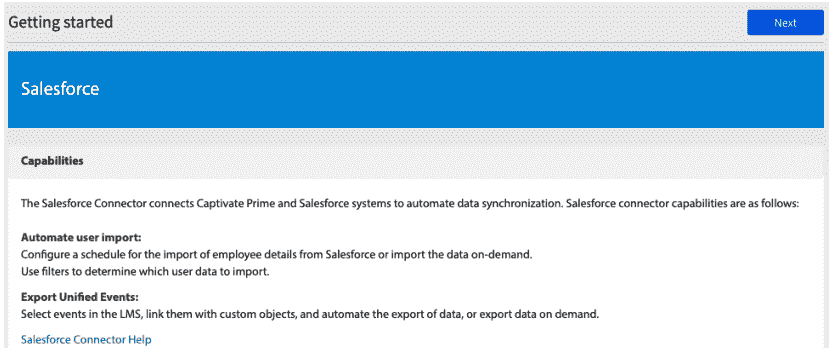 Getting started
Next
Salesforce
Capabilities
The Salesforce Connector connects Captivate Prime and Salesforce systems to automate data synchronization. Salesforce connector capabilities are as follows:
Automate user import:
Configure a schedule for the import of employee details from Salesforce or import the data on-demand.
Use filters to determine which user data to import.
Export Unified Events:
Select events in the LMS, link them with custom objects, and automate the export of data, or export data on demand.
Salesforce Connector Help